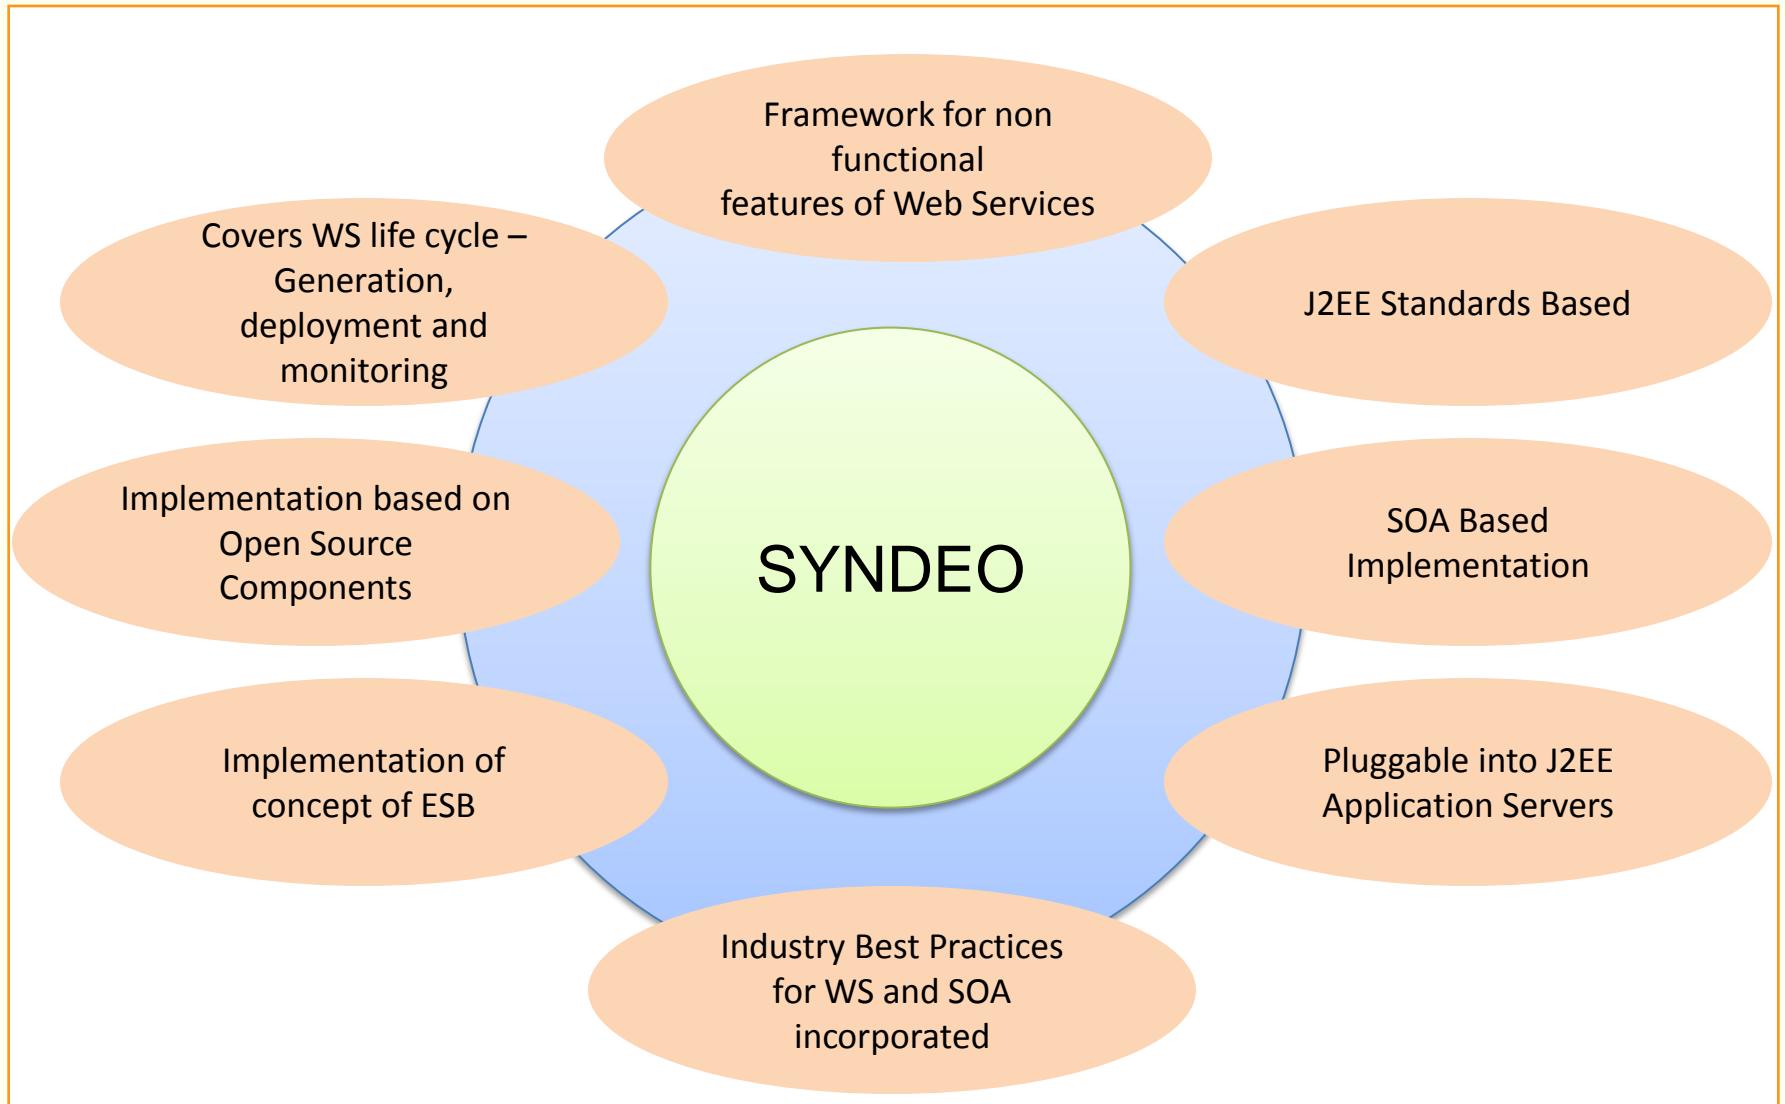 Framework for non
functional
features of Web Services
Covers WS life cycle –
Generation,
deployment and
monitoring
J2EE Standards Based
Implementation based on
Open Source
Components
SYNDEO
SOA Based
Implementation
Implementation of
concept of ESB
Pluggable into J2EE
Application Servers
Industry Best Practices
for WS and SOA
incorporated